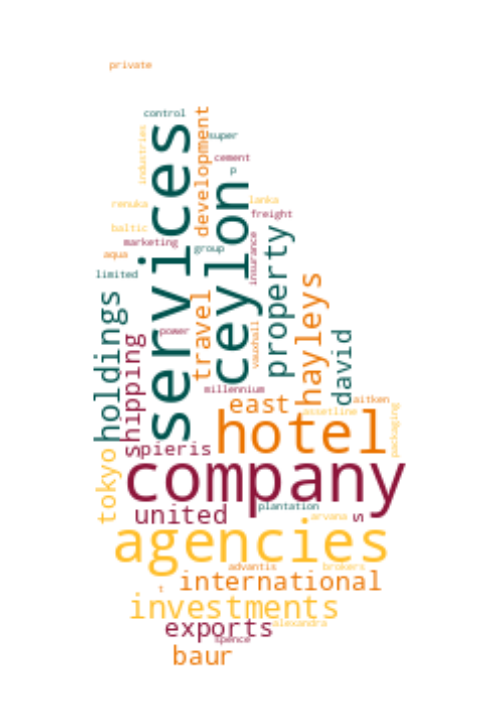 private
control
services
industries
development
super
cement
p
ceylon
renuka
lanka
freight
baltic
marketing
group
insurance
property
aqua
limited
holdings
travel
hayleys
power
vauxhall
david
shipping
millennium
aitken
east
assetline
packaging
hotel
pieris
tokyo
company
plantation
united
arvana
s
agencies
advantis
brokers
international
t
investments
exports
alexandra
spence
baur